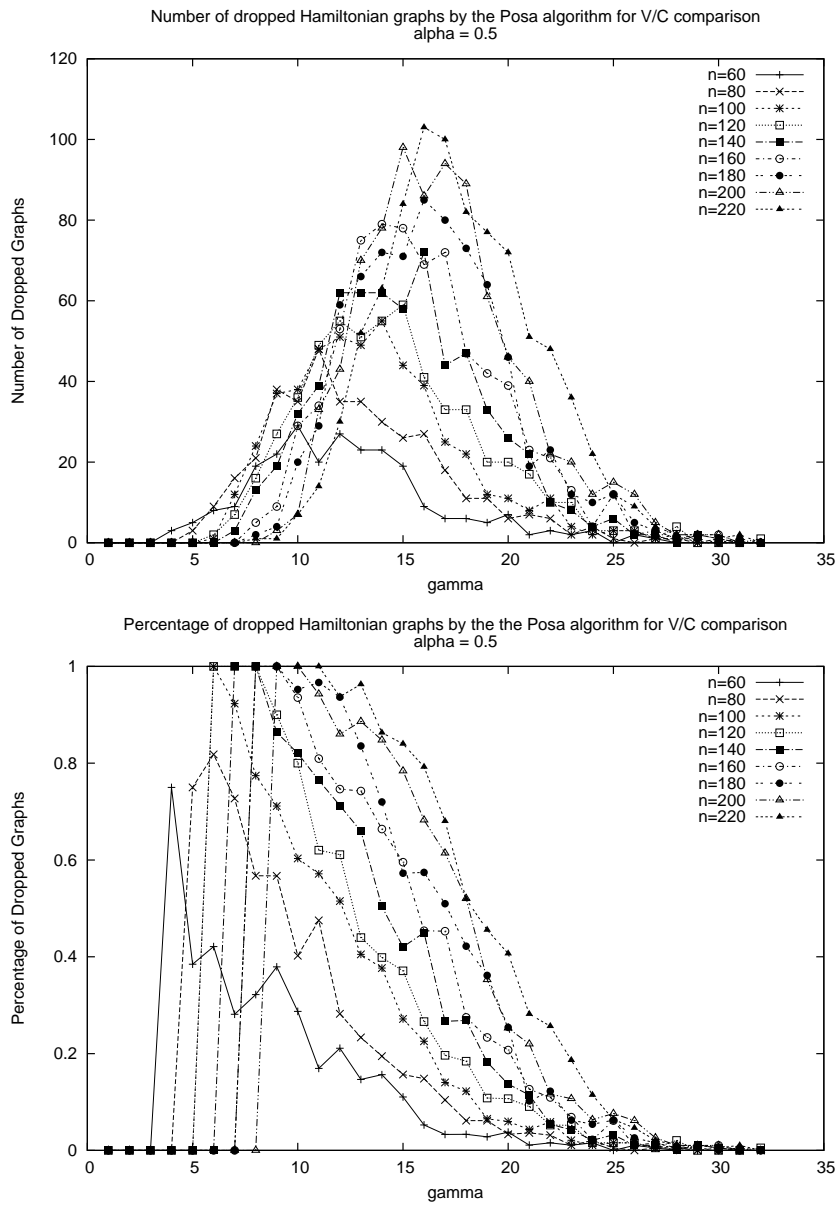 Number of dropped Hamiltonian graphs by the Posa algorithm for V/C comparison
alpha = 0.5
120
100
80
60
40
20
0
Number of Dropped Graphs
n=60
n=80
n=100
n=120
n=140
n=160
n=180
n=200
n=220
0 5 10 15 20 25 30 35
gamma
Percentage of dropped Hamiltonian graphs by the the Posa algorithm for V/C comparison
alpha = 0.5
1
0.8
0.6
0.4
0.2
0
Percentage of Dropped Graphs
n=60
n=80
n=100
n=120
n=140
n=160
n=180
n=200
n=220
0 5 10 15 20 25 30 35
gamma